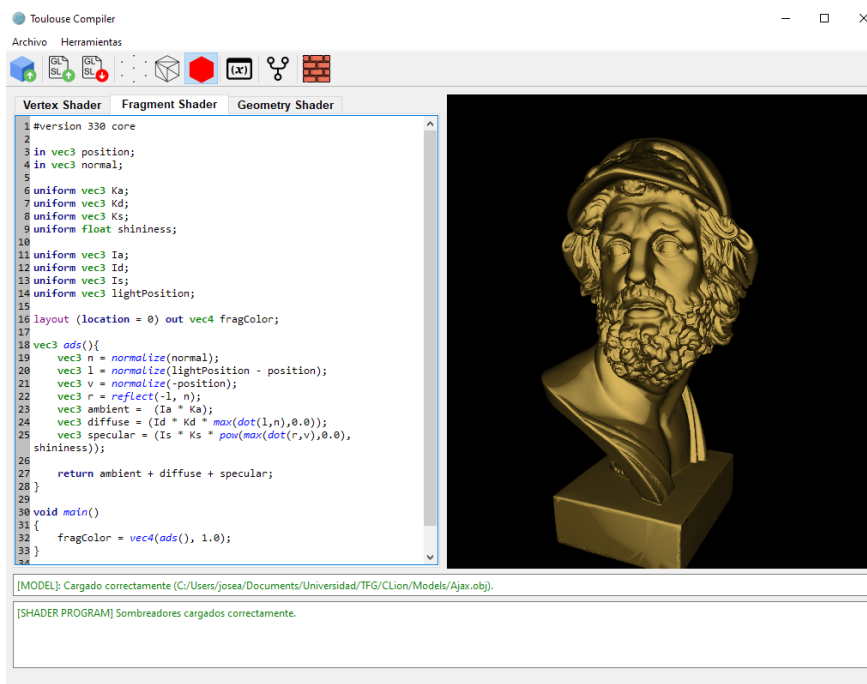 Toulouse Compiler
Archivo Herramientas
GL SL GL SL (x)
Vertex Shader Fragment Shader Geometry Shader
1 #version 330 core
2
3 in vec3 position;
4 in vec3 normal;
5
6 uniform vec3 Ka;
7 uniform vec3 Kd;
8 uniform vec3 Ks;
9 uniform float shininess;
10
11 uniform vec3 Ia;
12 uniform vec3 Id;
13 uniform vec3 Is;
14 uniform vec3 lightPosition;
15
16 layout (location = 0) out vec4 fragColor;
17
18 vec3 ads(){
19 vec3 n = normalize(normal);
20 vec3 l = normalize(lightPosition - position);
21 vec3 v = normalize(-position);
22 vec3 r = reflect(-l, n);
23 vec3 ambient =  (Ia * Ka);
24 vec3 diffuse = (Id * Kd * max(dot(l,n),0.0));
25 vec3 specular = (Is * Ks * pow(max(dot(r,v),0.0),
shininess));
26
27 return ambient + diffuse + specular;
28 }
29
30 void main()
31 {
32 fragColor = vec4(ads(), 1.0);
33 }
34
[MODEL]: Cargado correctamente (C:/Users/josea/Documents/Universidad/TFG/CLion/Models/Ajax.obj).
[SHADER PROGRAM] Sombreadores cargados correctamente.